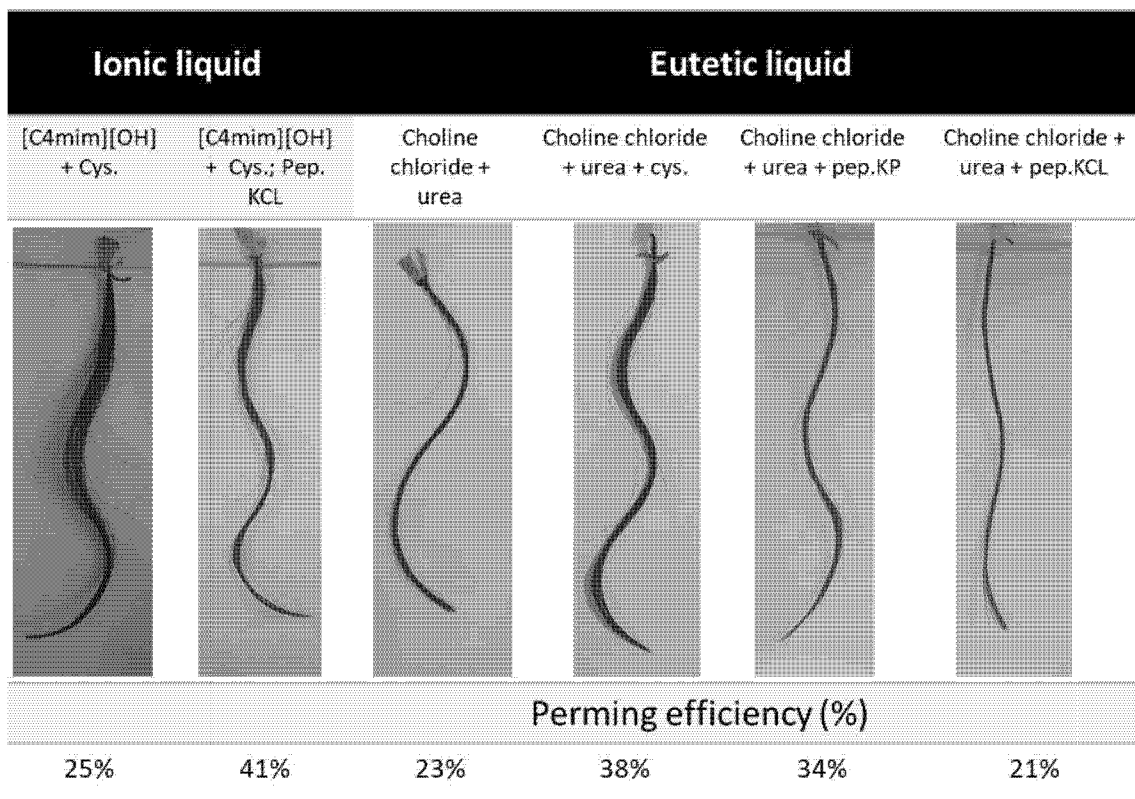 Ionic liquid
Eutetic liquid
[C4mim][OH]
+ Cys.
[C4mim][OH]
+ Cys.; Pep.
KCL
Choline
chloride +
urea
Choline chloride
+ urea + cys.
Choline chloride
+ urea + pep.KP
Choline chloride +
urea + pep.KCL
Perming efficiency (%)
25%
41%
23%
38%
34%
21%